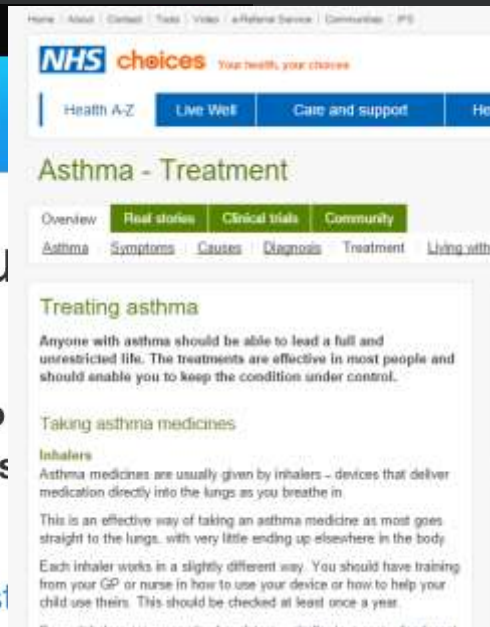 Home About Contact Tools Video eReferral Service Communities IPS
NHS choices Your health, your choices
Health A-Z Live Well Care and support He
Asthma - Treatment
Overview Real stories Clinical trials Community
Asthma Symptoms Causes Diagnosis Treatment Living with
Treating asthma
Anyone with asthma should be able to lead a full and
unrestricted life. The treatments are effective in most people and
should enable you to keep the condition under control.
Taking asthma medicines
Inhalers
Asthma medicines are usually given by inhalers – devices that deliver
medication directly into the lungs as you breathe in.
This is an effective way of taking an asthma medicine as most goes
straight to the lungs, with very little ending up elsewhere in the body.
Each inhaler works in a slightly different way. You should have training
from your GP or nurse in how to use your device or how to help your
child use theirs. This should be checked at least once a year.